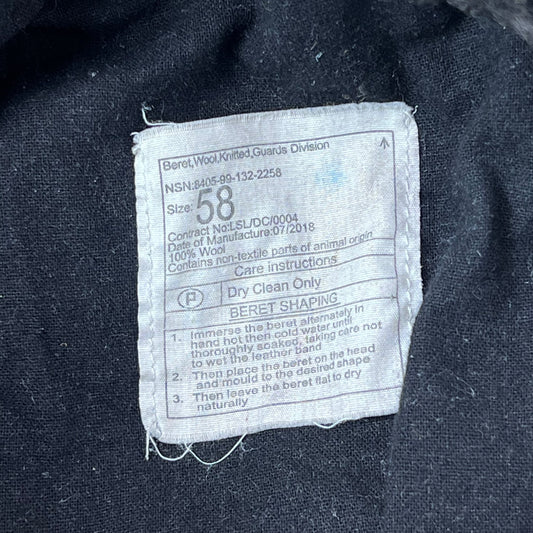 Beret,Wool,Knitted,Guards Division
NSN:8405-99-132-2258
Size: 58
Contract No:LSL/DC/0004
Date of Manufacture:07/2018
100% Wool
Contains non-textile parts of animal origin
Care instructions
P Dry Clean Only
BERET SHAPING
1. Immerse the beret alternately in
hand hot then cold water until
thoroughly soaked, taking care not
to wet the leather band
2. Then place the beret on the head
and mould to the desired shape
3. Then leave the beret flat to dry
naturally